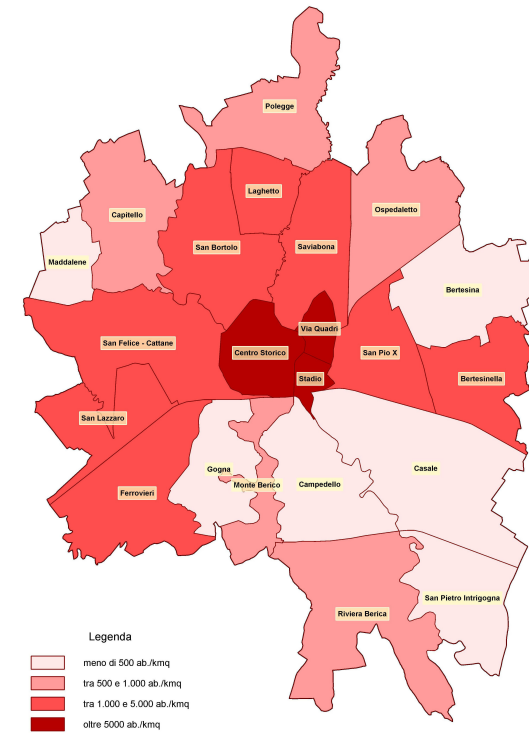 Polegge
Laghetto
Capitello
Ospedaletto
San Bortolo
Saviabona
Maddalene
Bertesina
Via Quadri
San Felice - Cattane
Centro Storico
San Pio X
Stadio
Bertesinella
San Lazzaro
Gogna
Casale
Monte Berico
Campedello
Ferrovieri
San Pietro Intrigogna
Riviera Berica
Legenda
meno di 500 ab./kmq
tra 500 e 1.000 ab./kmq
tra 1.000 e 5.000 ab./kmq
oltre 5000 ab./kmq